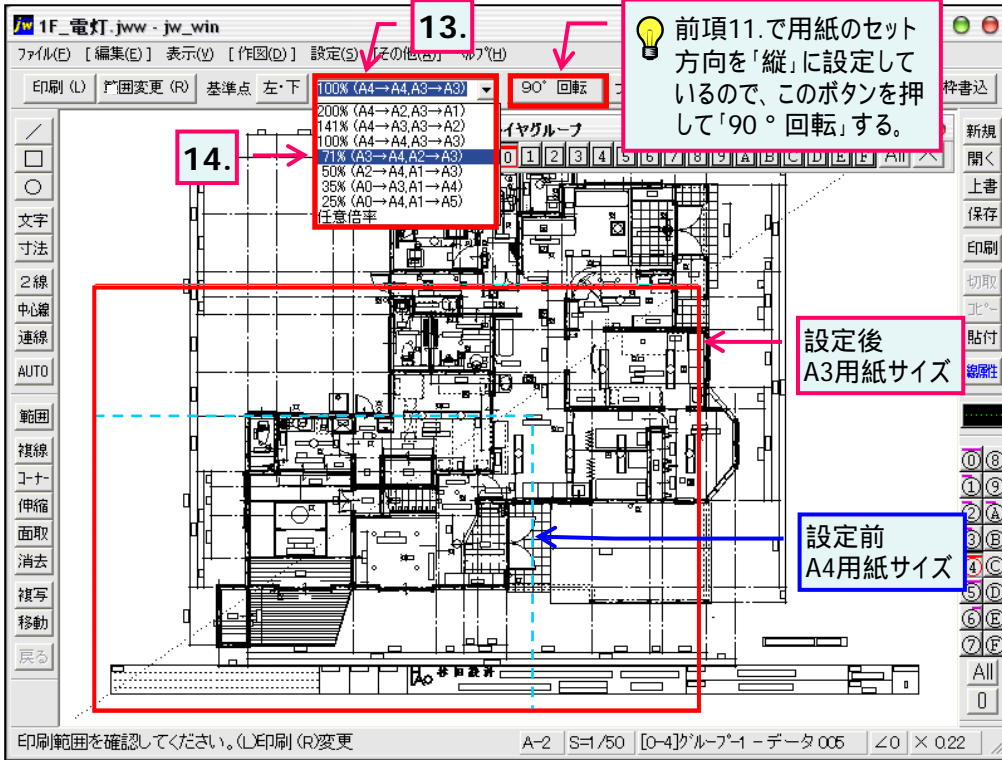 1F_電灯.jww - jw_win
13.
ﾌｧｲﾙ(F) [編集(E)] 表示(V) [作図(D)] 設定(S) [その他(A)] ﾍﾙﾌﾟ(H)
印刷 (L) 範囲変更 (R) 基準点 左・下 100% (A4→A4,A3→A3) 90° 回転 枠書込
前項11.で用紙のセット
方向を「縦」に設定して
いるので、このボタンを押
して「90 ° 回転」する。
200% (A4→A2,A3→A1)
141% (A4→A3,A3→A2)
100% (A4→A4,A3→A3)
71% (A3→A4,A2→A3)
50% (A2→A4,A1→A3)
35% (A0→A3,A1→A4)
25% (A0→A4,A1→A5)
任意倍率
14.
イヤグループ
0 1 2 3 4 5 6 7 8 9 A B C D E F All ×
文字
寸法
2線
中心線
連線
AUTO
範囲
複線
ｺｰﾅｰ
伸縮
面取
消去
複写
移動
戻る
新規
開く
上書
保存
印刷
切取
ｺﾋﾟｰ
貼付
線属性
0 8
1 9
2 A
3 B
4 C
5 D
6 E
7 F
All
0
設定後
A3用紙サイズ
設定前
A4用紙サイズ
印刷範囲を確認してください。(L)印刷 (R)変更 A-2 S=1/50 [0-4]ｸﾞﾙｰﾌﾟ-1 - データ 005 ∠0 × 0.22